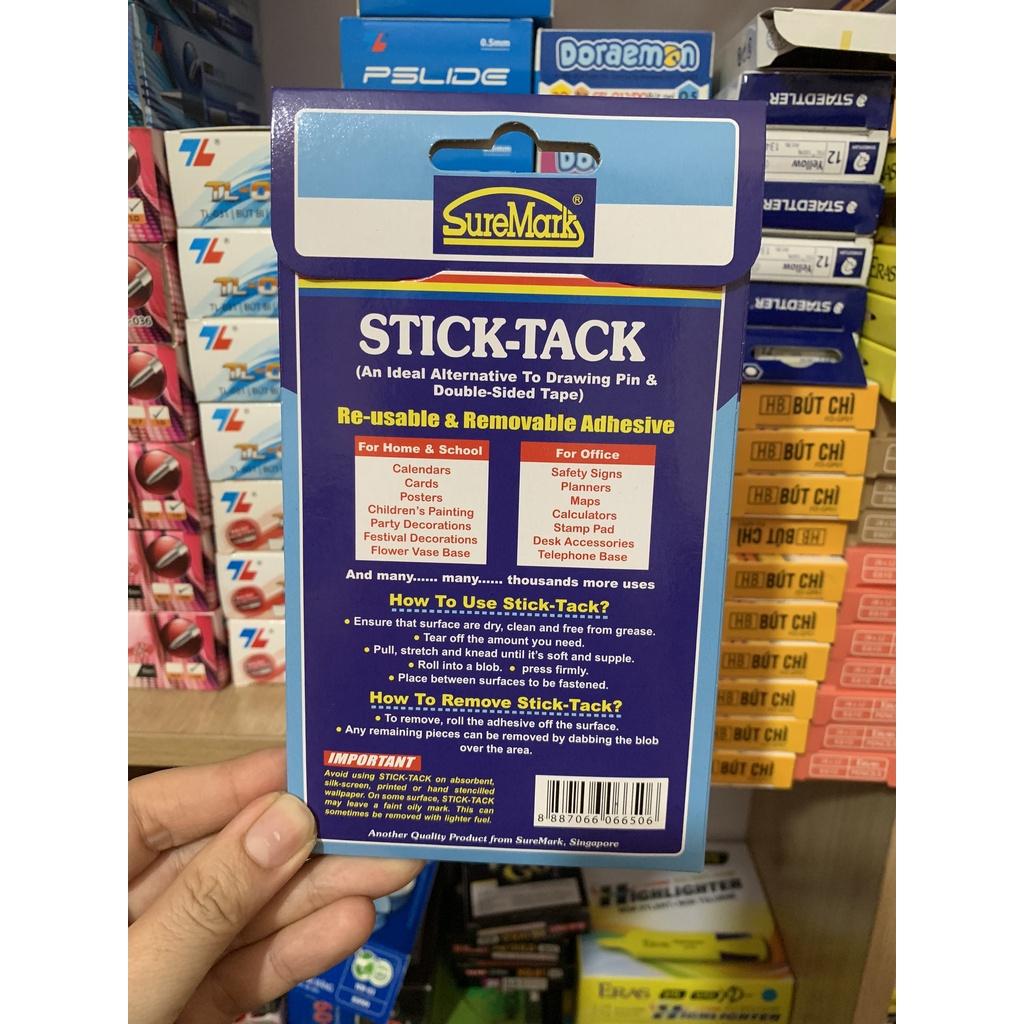 PSLIDE
0.5mm
Doraemon
STAEDTLER
12
Yellow
STAEDTLER
12
Yellow
STAEDTLER
SureMark®
STICK-TACK
(An Ideal Alternative To Drawing Pin &
Double-Sided Tape)
Re-usable & Removable Adhesive
For Home & School
Calendars
Cards
Posters
Children's Painting
Party Decorations
Festival Decorations
Flower Vase Base
For Office
Safety Signs
Planners
Maps
Calculators
Stamp Pad
Desk Accessories
Telephone Base
And many...... many...... thousands more uses
How To Use Stick-Tack?
• Ensure that surface are dry, clean and free from grease.
• Tear off the amount you need.
• Pull, stretch and knead until it's soft and supple.
• Roll into a blob. • press firmly.
• Place between surfaces to be fastened.
How To Remove Stick-Tack?
• To remove, roll the adhesive off the surface.
• Any remaining pieces can be removed by dabbing the blob
over the area.
IMPORTANT
Avoid using STICK-TACK on absorbent,
silk-screen, printed or hand stencilled
wallpaper. On some surface, STICK-TACK
may leave a faint oily mark. This can
sometimes be removed with lighter fuel.
8 887066 066506
Another Quality Product from SureMark, Singapore
HB BÚT CHÌ
HB BÚT CHÌ
HB BÚT CHÌ
HB BÚT CHÌ
HB BÚT CHÌ
HB BÚT CHÌ
HB BÚT CHÌ
HB BÚT CHÌ
BÚT CHÌ
BÚT CHÌ
HIGHLIGHTER
ERAS
HIGHLIGHTER